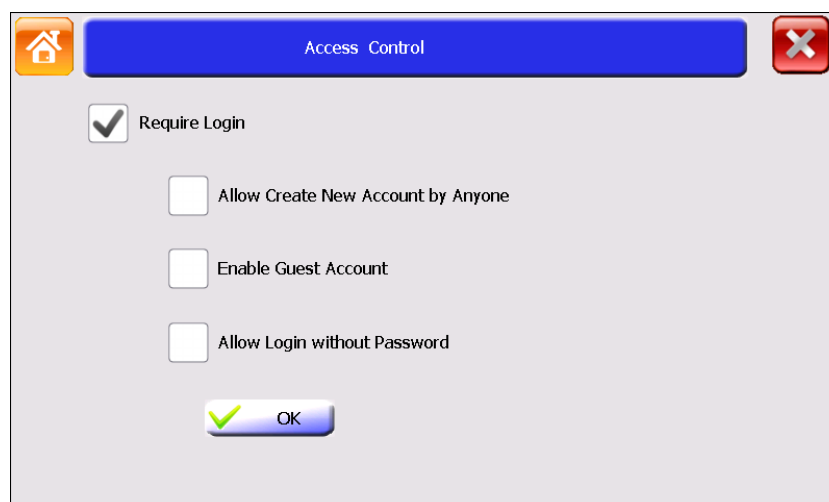 Access Control
Require Login
Allow Create New Account by Anyone
Enable Guest Account
Allow Login without Password
OK